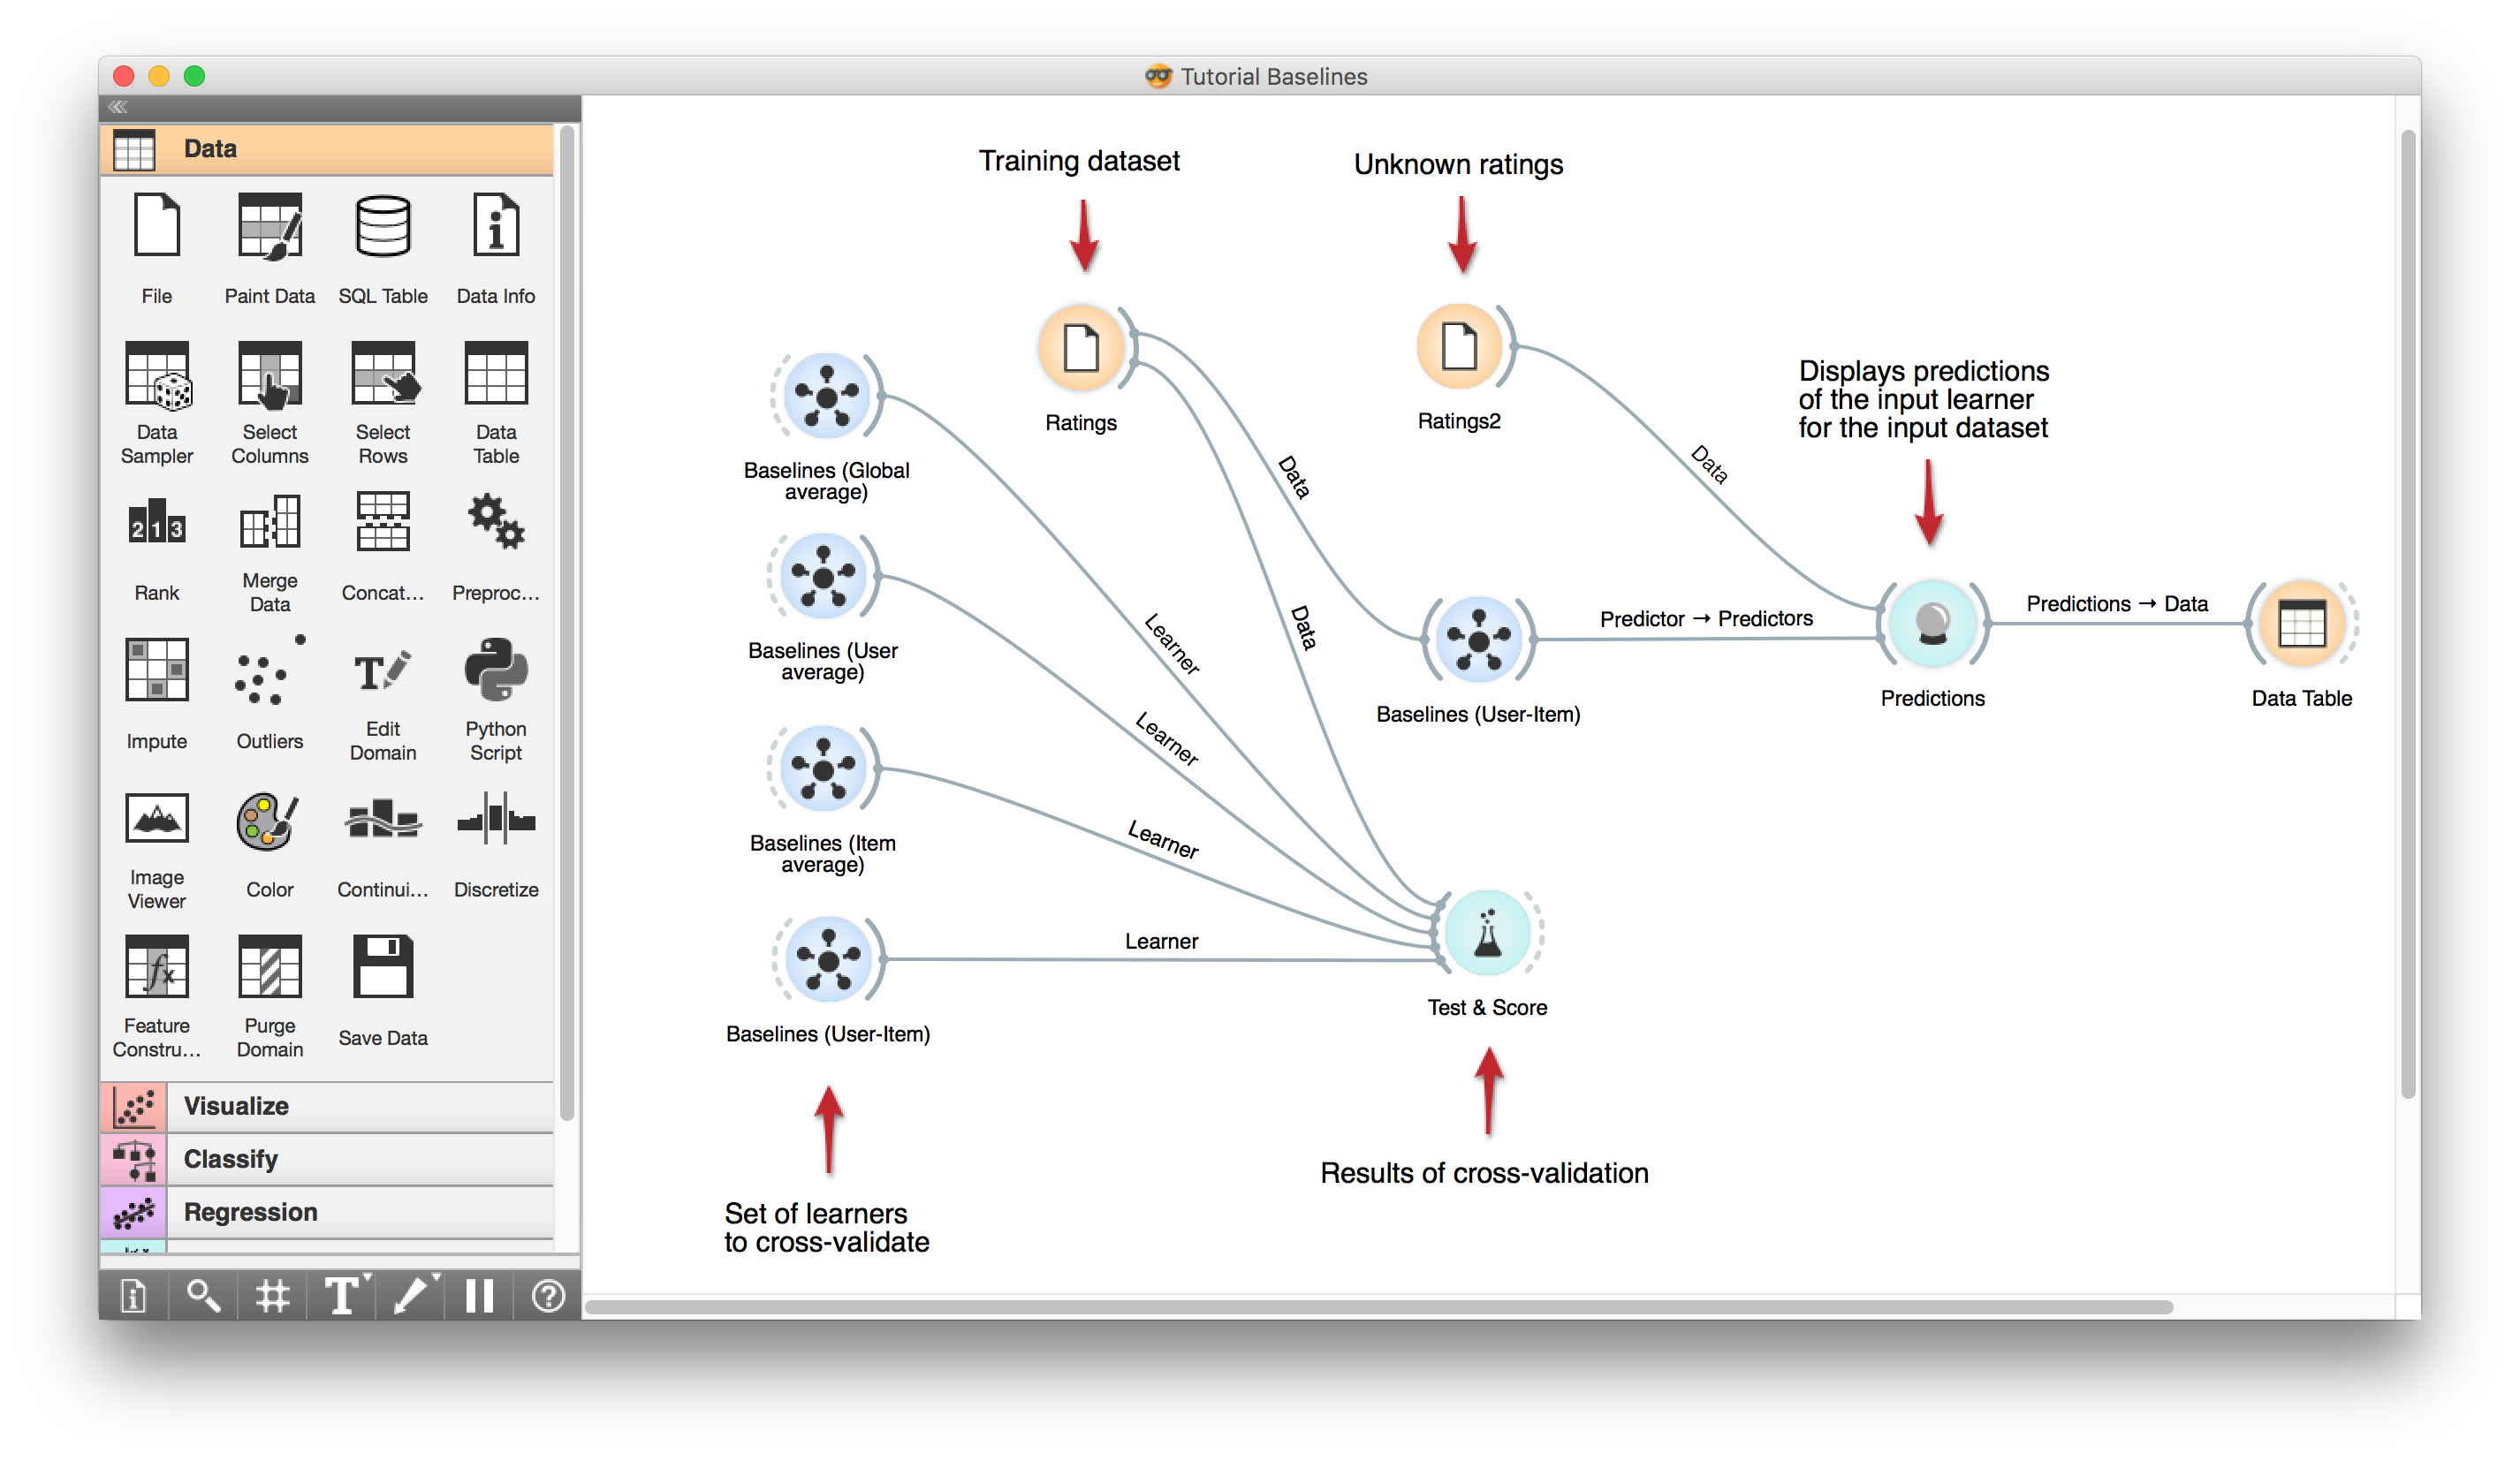 Tutorial Baselines
Data
File
Paint Data
SQL Table
Data Info
Data
Sampler
Select
Columns
Select
Rows
Data
Table
Rank
Merge
Data
Concat...
Preproc...
Impute
Outliers
Edit
Domain
Python
Script
Image
Viewer
Color
Continui...
Discretize
Feature
Constru...
Purge
Domain
Save Data
Visualize
Classify
Regression
Training dataset
Unknown ratings
Ratings
Ratings2
Displays predictions
of the input learner
for the input dataset
Baselines (Global
average)
Baselines (User
average)
Baselines (Item
average)
Baselines (User-Item)
Learner
Learner
Learner
Learner
Data
Data
Data
Baselines (User-Item)
Predictor → Predictors
Predictions
Predictions → Data
Data Table
Test & Score
Set of learners
to cross-validate
Results of cross-validation